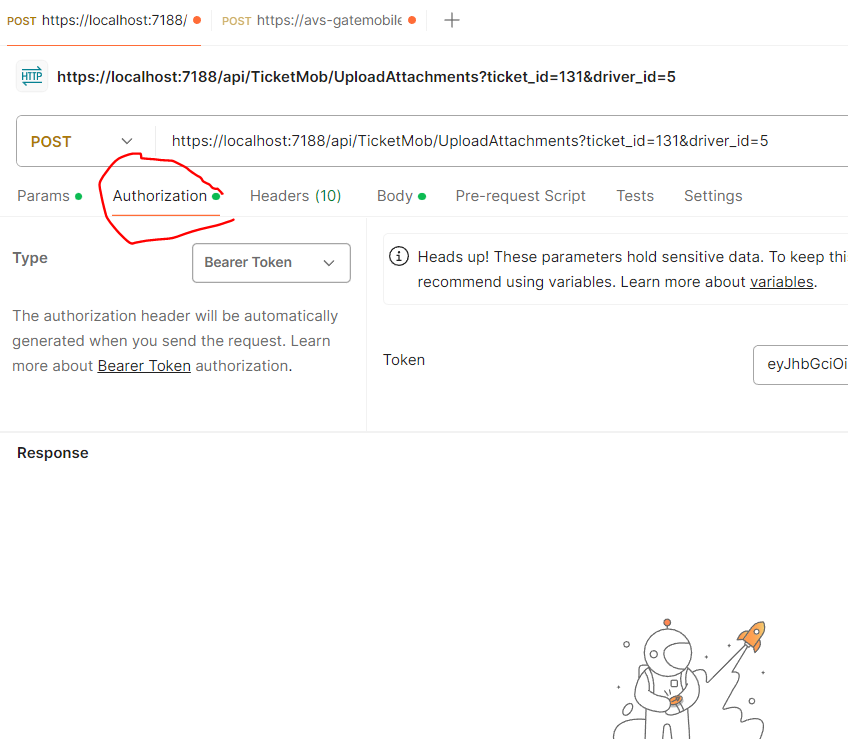 POST https://localhost:7188/ POST https://avs-gatemobile
HTTP https://localhost:7188/api/TicketMob/UploadAttachments?ticket_id=131&driver_id=5
POST https://localhost:7188/api/TicketMob/UploadAttachments?ticket_id=131&driver_id=5
Params Authorization Headers (10) Body Pre-request Script Tests Settings
Type Bearer Token
The authorization header will be automatically
generated when you send the request. Learn
more about Bearer Token authorization.
Heads up! These parameters hold sensitive data. To keep thi
recommend using variables. Learn more about variables.
Token eyJhbGciOi
Response